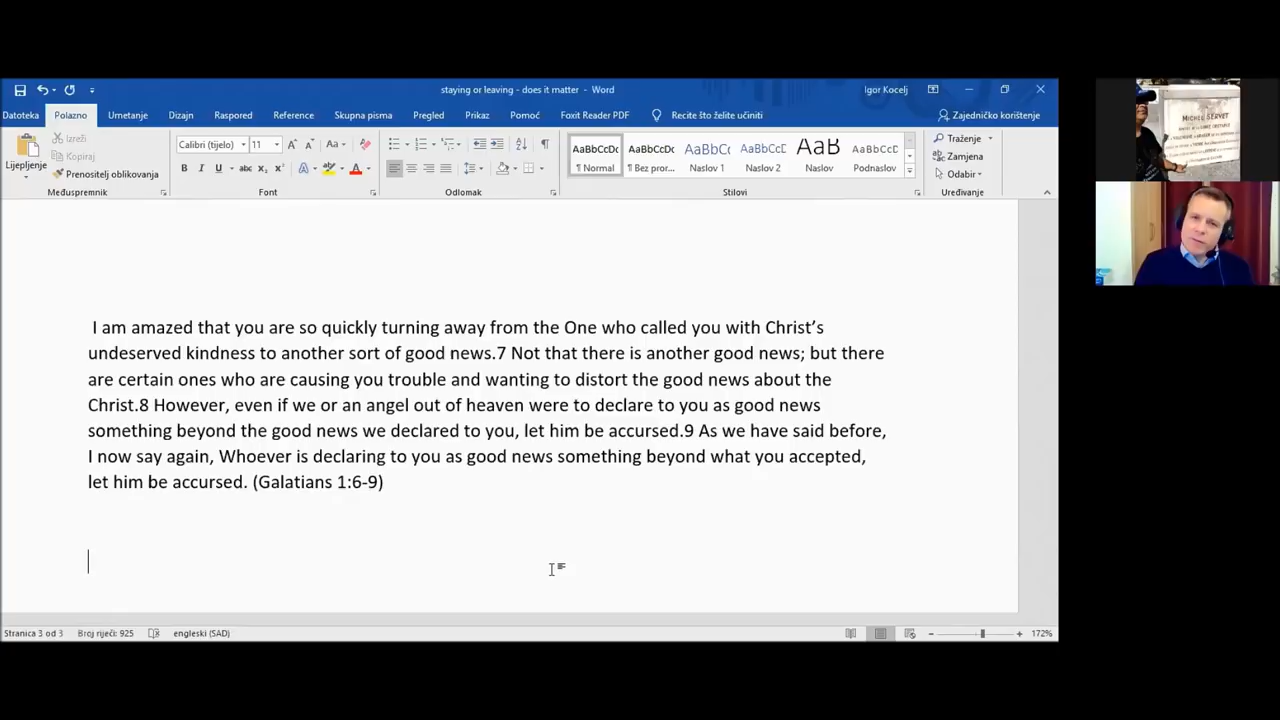 staying or leaving - does it matter - Word
Igor Kocelj
Datoteka Polazno Umetanje Dizajn Raspored Reference Skupna pisma Pregled Prikaz Pomoć Foxit Reader PDF Recite što želite učiniti Zajedničko korištenje
Lijepljenje
Izreži
Kopiraj
Prenositelj oblikovanja
Međuspremnik
Calibri (tijelo) 11
Font
Odlomak
AaBbCcDc AaBbCcDc AaBbC( AaBbCcE AaB AaBbCcE
¶ Normal ¶ Bez pror... Naslov 1 Naslov 2 Naslov Podnaslov
Stilovi
Traženje
Zamjena
Odabir
Uređivanje
I am amazed that you are so quickly turning away from the One who called you with Christ’s
undeserved kindness to another sort of good news.7 Not that there is another good news; but there
are certain ones who are causing you trouble and wanting to distort the good news about the
Christ.8 However, even if we or an angel out of heaven were to declare to you as good news
something beyond the good news we declared to you, let him be accursed.9 As we have said before,
I now say again, Whoever is declaring to you as good news something beyond what you accepted,
let him be accursed. (Galatians 1:6-9)
Stranica 3 od 3 Broj riječi: 925 engleski (SAD) 172%
MICHEL SERVET